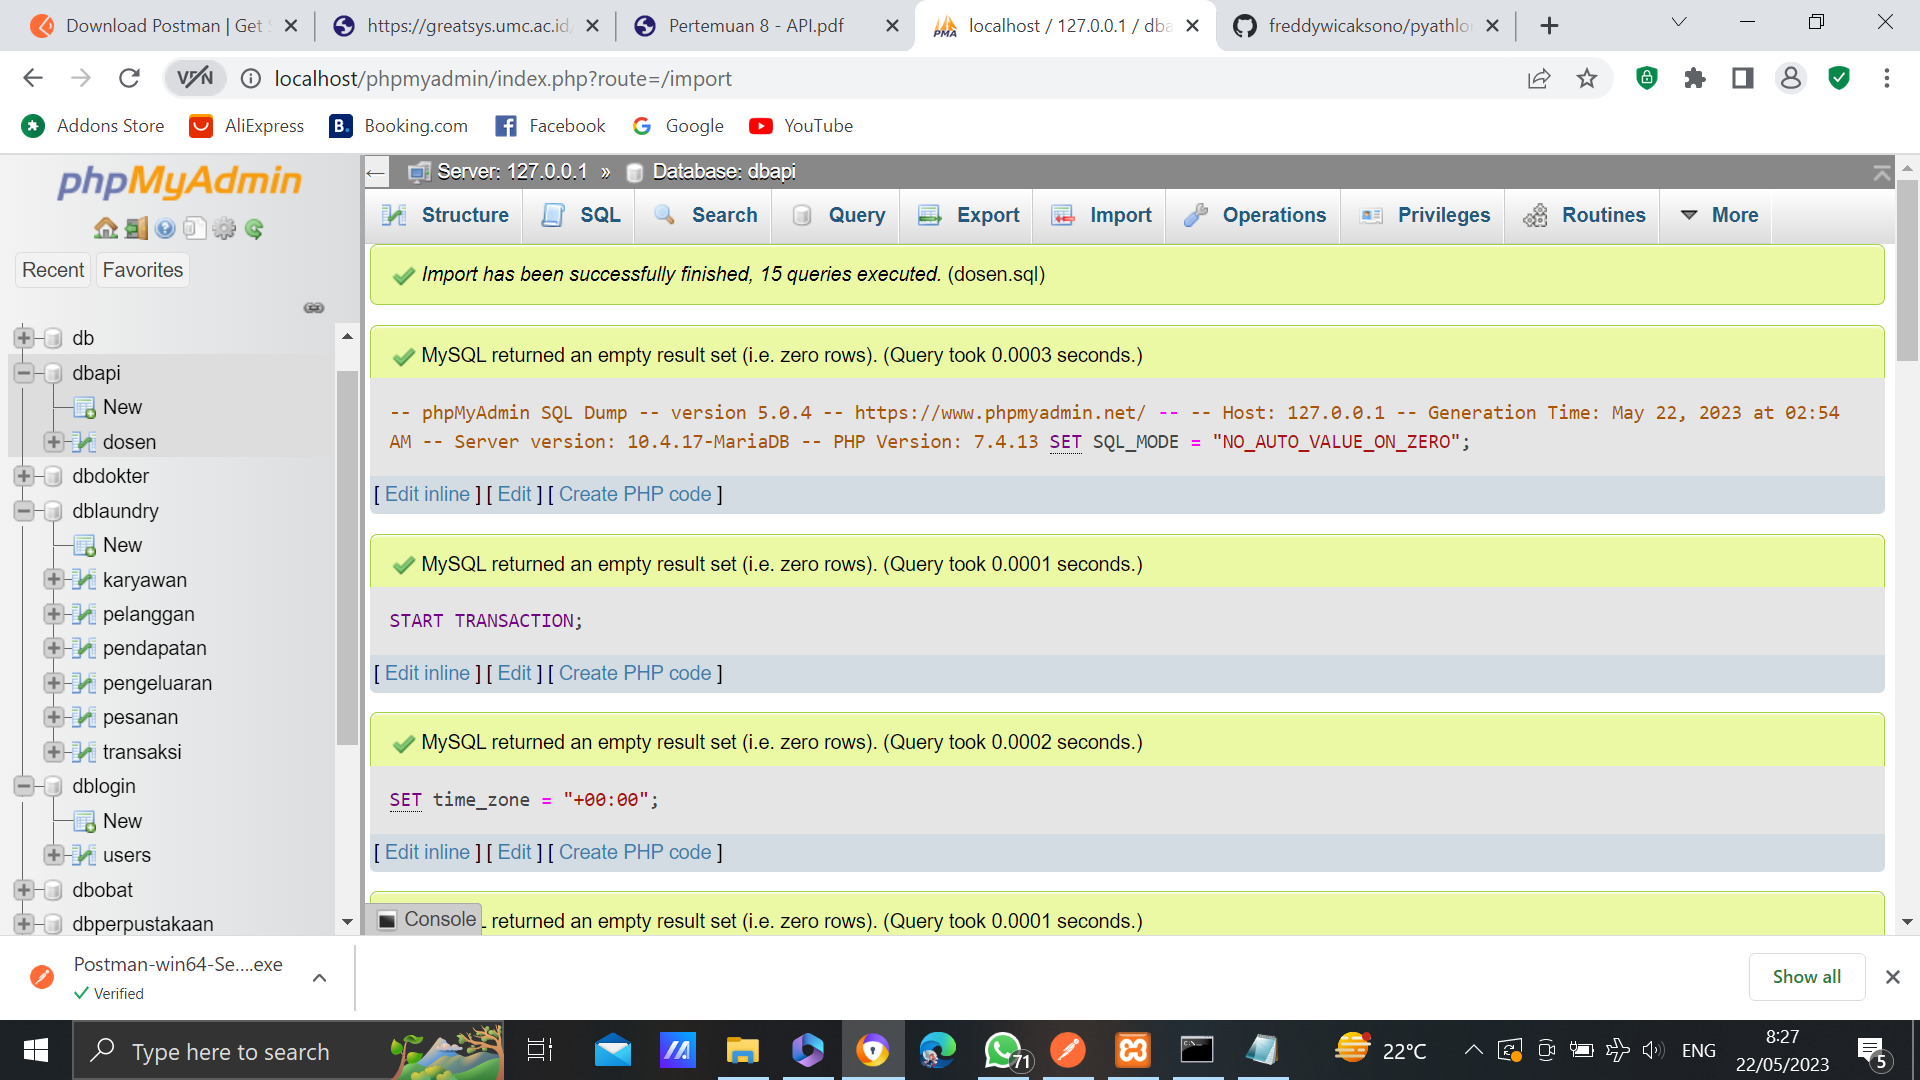 Download Postman | Get S
https://greatsys.umc.ac.id/
Pertemuan 8 - API.pdf
localhost / 127.0.0.1 / dba
freddywicaksono/pyathlon
VPN
localhost/phpmyadmin/index.php?route=/import
Addons Store
AliExpress
Booking.com
Facebook
Google
YouTube
phpMyAdmin
Recent
Favorites
db
dbapi
New
dosen
dbdokter
dblaundry
New
karyawan
pelanggan
pendapatan
pengeluaran
pesanan
transaksi
dblogin
New
users
dbobat
dbperpustakaan
Server: 127.0.0.1 » Database: dbapi
Structure SQL Search Query Export Import Operations Privileges Routines More
Import has been successfully finished, 15 queries executed. (dosen.sql)
MySQL returned an empty result set (i.e. zero rows). (Query took 0.0003 seconds.)
-- phpMyAdmin SQL Dump -- version 5.0.4 -- https://www.phpmyadmin.net/ -- -- Host: 127.0.0.1 -- Generation Time: May 22, 2023 at 02:54
AM -- Server version: 10.4.17-MariaDB -- PHP Version: 7.4.13 SET SQL_MODE = "NO_AUTO_VALUE_ON_ZERO";
[ Edit inline ] [ Edit ] [ Create PHP code ]
MySQL returned an empty result set (i.e. zero rows). (Query took 0.0001 seconds.)
START TRANSACTION;
[ Edit inline ] [ Edit ] [ Create PHP code ]
MySQL returned an empty result set (i.e. zero rows). (Query took 0.0002 seconds.)
SET time_zone = "+00:00";
[ Edit inline ] [ Edit ] [ Create PHP code ]
Console
returned an empty result set (i.e. zero rows). (Query took 0.0001 seconds.)
Postman-win64-Se....exe
Verified
Show all
Type here to search
71
22°C
ENG
8:27
22/05/2023
5